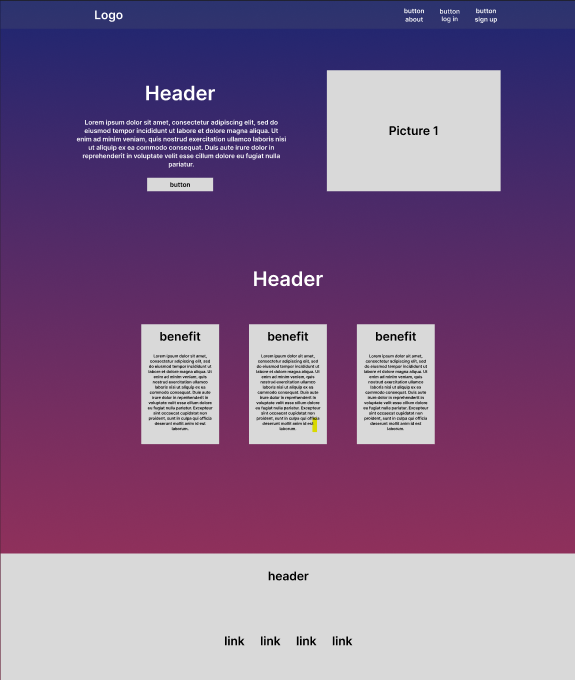 Logo
button
about
button
log in
button
sign up
Header
Lorem ipsum dolor sit amet, consectetur adipiscing elit, sed do
eiusmod tempor incididunt ut labore et dolore magna aliqua. Ut
enim ad minim veniam, quis nostrud exercitation ullamco laboris nisi
ut aliquip ex ea commodo consequat. Duis aute irure dolor in
reprehenderit in voluptate velit esse cillum dolore eu fugiat nulla
pariatur.
button
Picture 1
Header
benefit
Lorem ipsum dolor sit amet,
consectetur adipiscing elit, sed
do eiusmod tempor incididunt ut
labore et dolore magna aliqua. Ut
enim ad minim veniam, quis
nostrud exercitation ullamco
laboris nisi ut aliquip ex ea
commodo consequat. Duis aute
irure dolor in reprehenderit in
voluptate velit esse cillum dolore
eu fugiat nulla pariatur. Excepteur
sint occaecat cupidatat non
proident, sunt in culpa qui officia
deserunt mollit anim id est
laborum.
benefit
Lorem ipsum dolor sit amet,
consectetur adipiscing elit, sed
do eiusmod tempor incididunt ut
labore et dolore magna aliqua. Ut
enim ad minim veniam, quis
nostrud exercitation ullamco
laboris nisi ut aliquip ex ea
commodo consequat. Duis aute
irure dolor in reprehenderit in
voluptate velit esse cillum dolore
eu fugiat nulla pariatur. Excepteur
sint occaecat cupidatat non
proident, sunt in culpa qui officia
deserunt mollit anim id est
laborum.
benefit
Lorem ipsum dolor sit amet,
consectetur adipiscing elit, sed
do eiusmod tempor incididunt ut
labore et dolore magna aliqua. Ut
enim ad minim veniam, quis
nostrud exercitation ullamco
laboris nisi ut aliquip ex ea
commodo consequat. Duis aute
irure dolor in reprehenderit in
voluptate velit esse cillum dolore
eu fugiat nulla pariatur. Excepteur
sint occaecat cupidatat non
proident, sunt in culpa qui officia
deserunt mollit anim id est
laborum.
header
link link link link